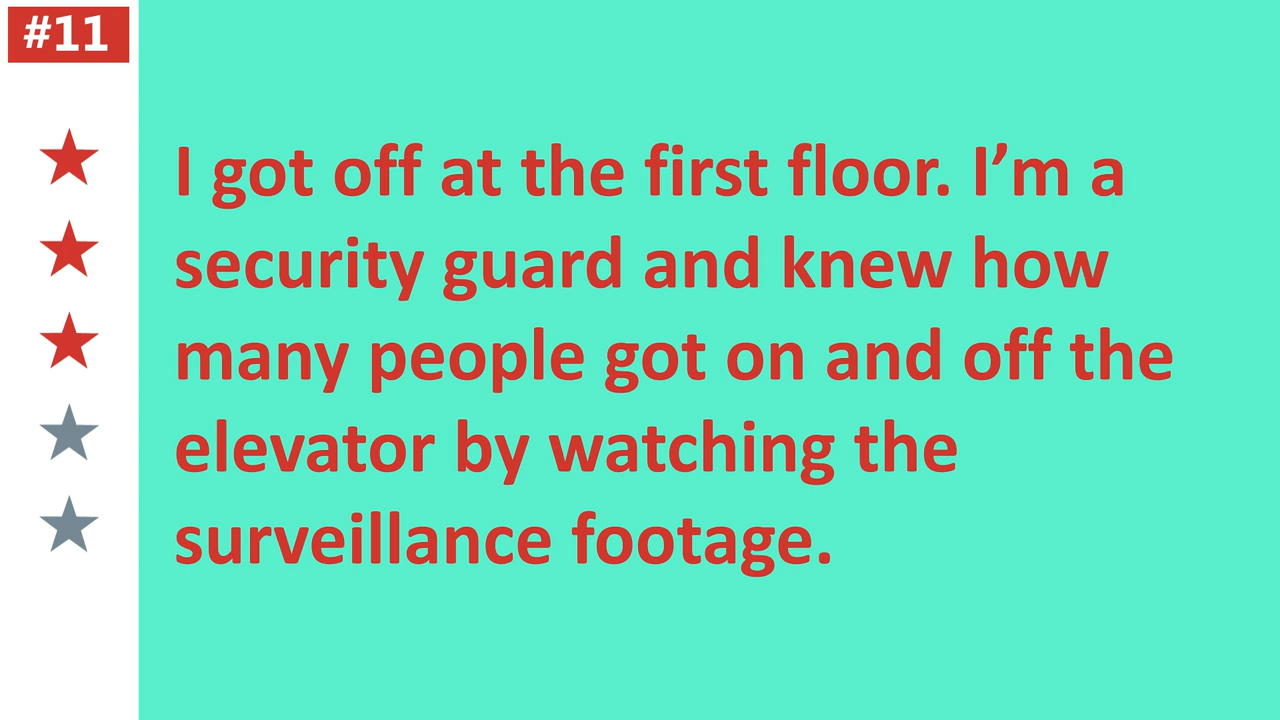 #11
I got off at the first floor. I’m a
security guard and knew how
many people got on and off the
elevator by watching the
surveillance footage.